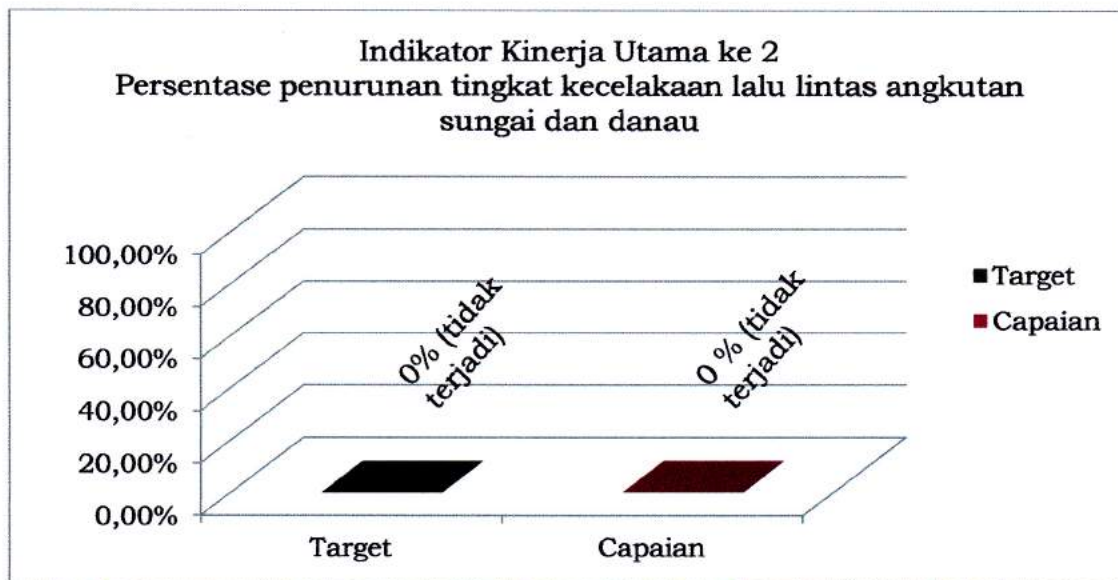 Indikator Kinerja Utama ke 2
Persentase penurunan tingkat kecelakaan lalu lintas angkutan
sungai dan danau
100,00%
80,00%
60,00%
40,00%
20,00%
0,00%
0% (tidak
terjadi)
0 % (tidak
terjadi)
Target
Capaian
Target
Capaian